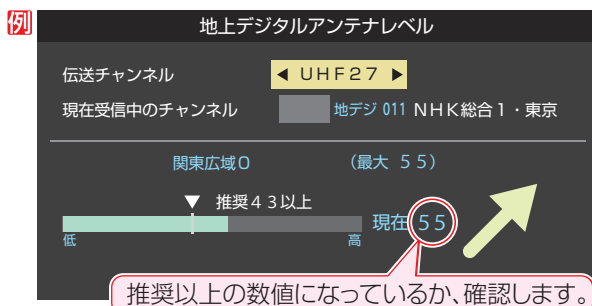 例
地上デジタルアンテナレベル
伝送チャンネル ◀ UHF27 ▶
現在受信中のチャンネル 地デジ 011 NHK総合1・東京
関東広域0 (最大 55)
▼ 推奨43以上
低 高 現在 55
推奨以上の数値になっているか、確認します。